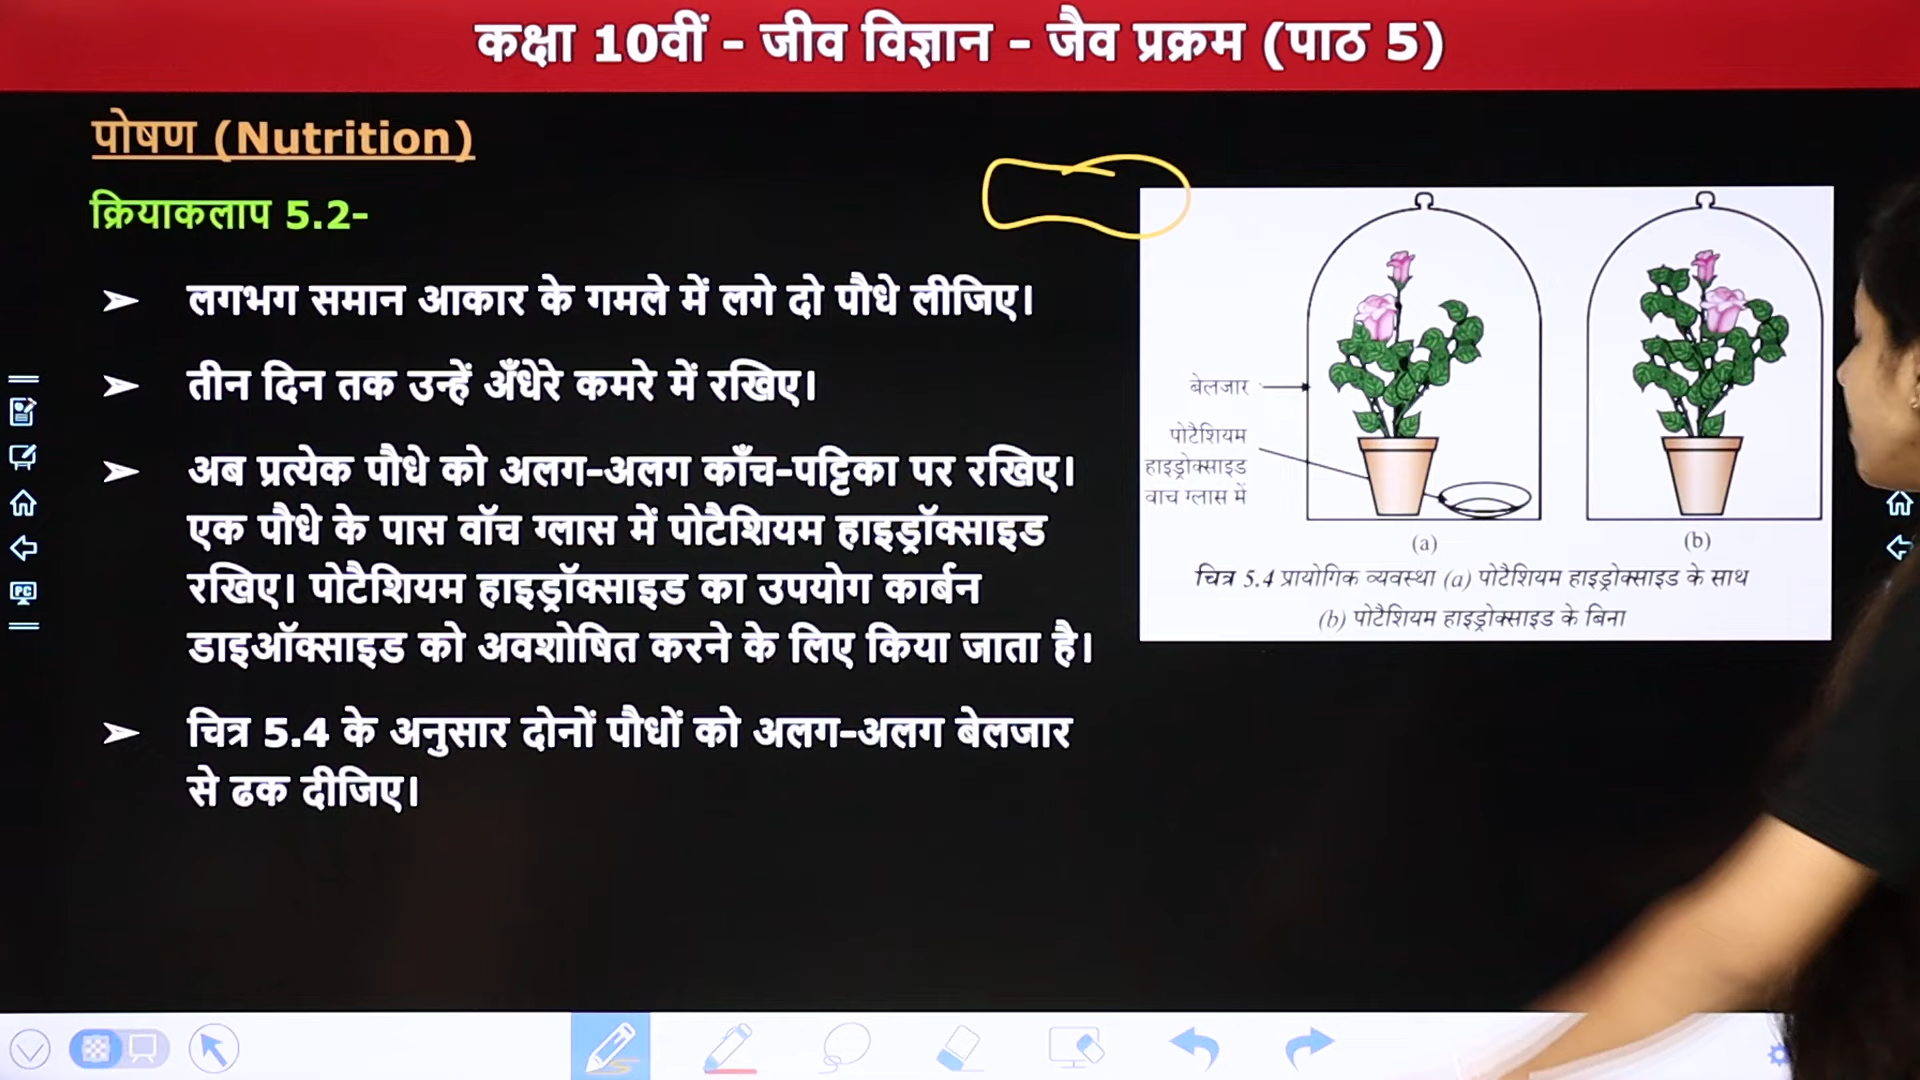 कक्षा 10वीं - जीव विज्ञान - जैव प्रक्रम (पाठ 5)
पोषण (Nutrition)
क्रियाकलाप 5.2-
➢ लगभग समान आकार के गमले में लगे दो पौधे लीजिए।
➢ तीन दिन तक उन्हें अँधेरे कमरे में रखिए।
➢ अब प्रत्येक पौधे को अलग-अलग काँच-पट्टिका पर रखिए।
एक पौधे के पास वॉच ग्लास में पोटैशियम हाइड्रॉक्साइड
रखिए। पोटैशियम हाइड्रॉक्साइड का उपयोग कार्बन
डाइऑक्साइड को अवशोषित करने के लिए किया जाता है।
➢ चित्र 5.4 के अनुसार दोनों पौधों को अलग-अलग बेलजार
से ढक दीजिए।
बेलजार
पोटैशियम
हाइड्रोक्साइड
वाच ग्लास में
(a)
(b)
चित्र 5.4 प्रायोगिक व्यवस्था (a) पोटैशियम हाइड्रोक्साइड के साथ
(b) पोटैशियम हाइड्रोक्साइड के बिना
PC